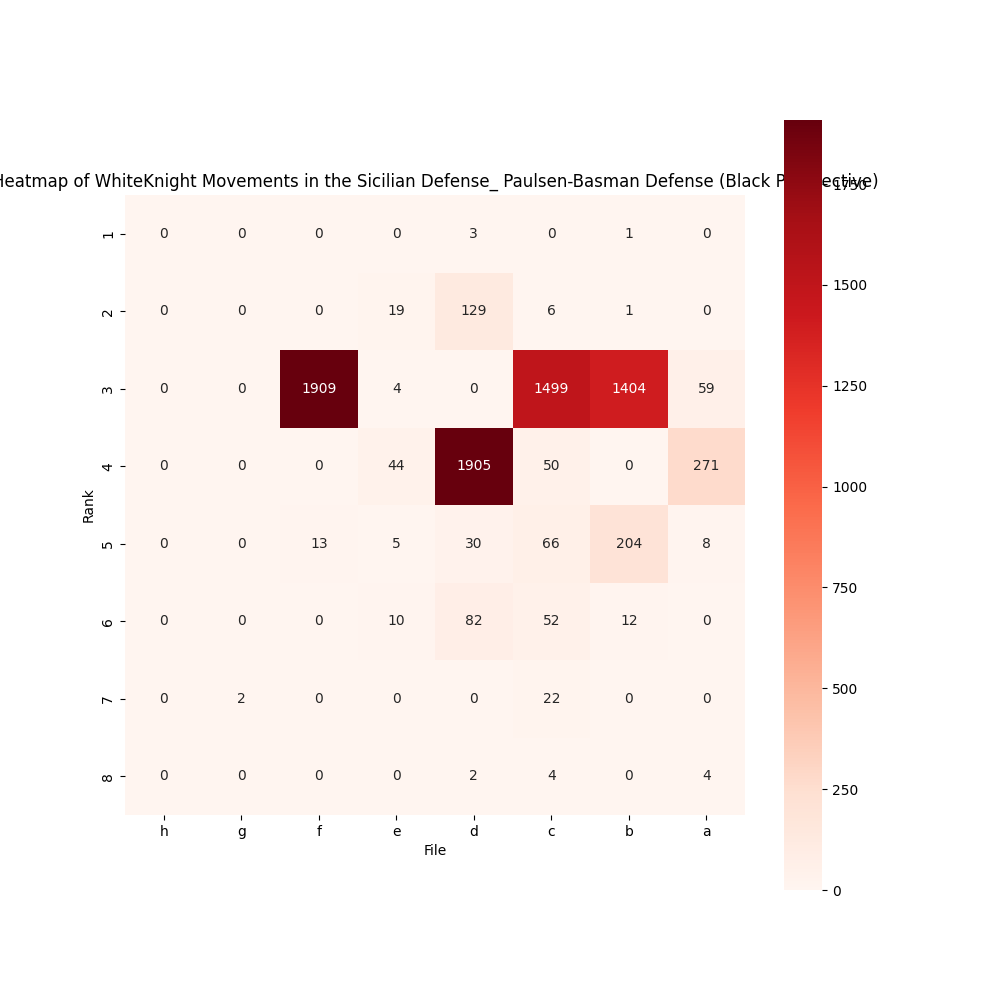 Heatmap of WhiteKnight Movements in the Sicilian Defense_ Paulsen-Basman Defense (Black Perspective)
1 0 0 0 0 3 0 1 0
2 0 0 0 19 129 6 1 0
3 0 0 1909 4 0 1499 1404 59
4 0 0 0 44 1905 50 0 271
5 0 0 13 5 30 66 204 8
6 0 0 0 10 82 52 12 0
7 0 2 0 0 0 22 0 0
8 0 0 0 0 2 4 0 4
h g f e d c b a
File
Rank
1750
1500
1250
1000
750
500
250
0